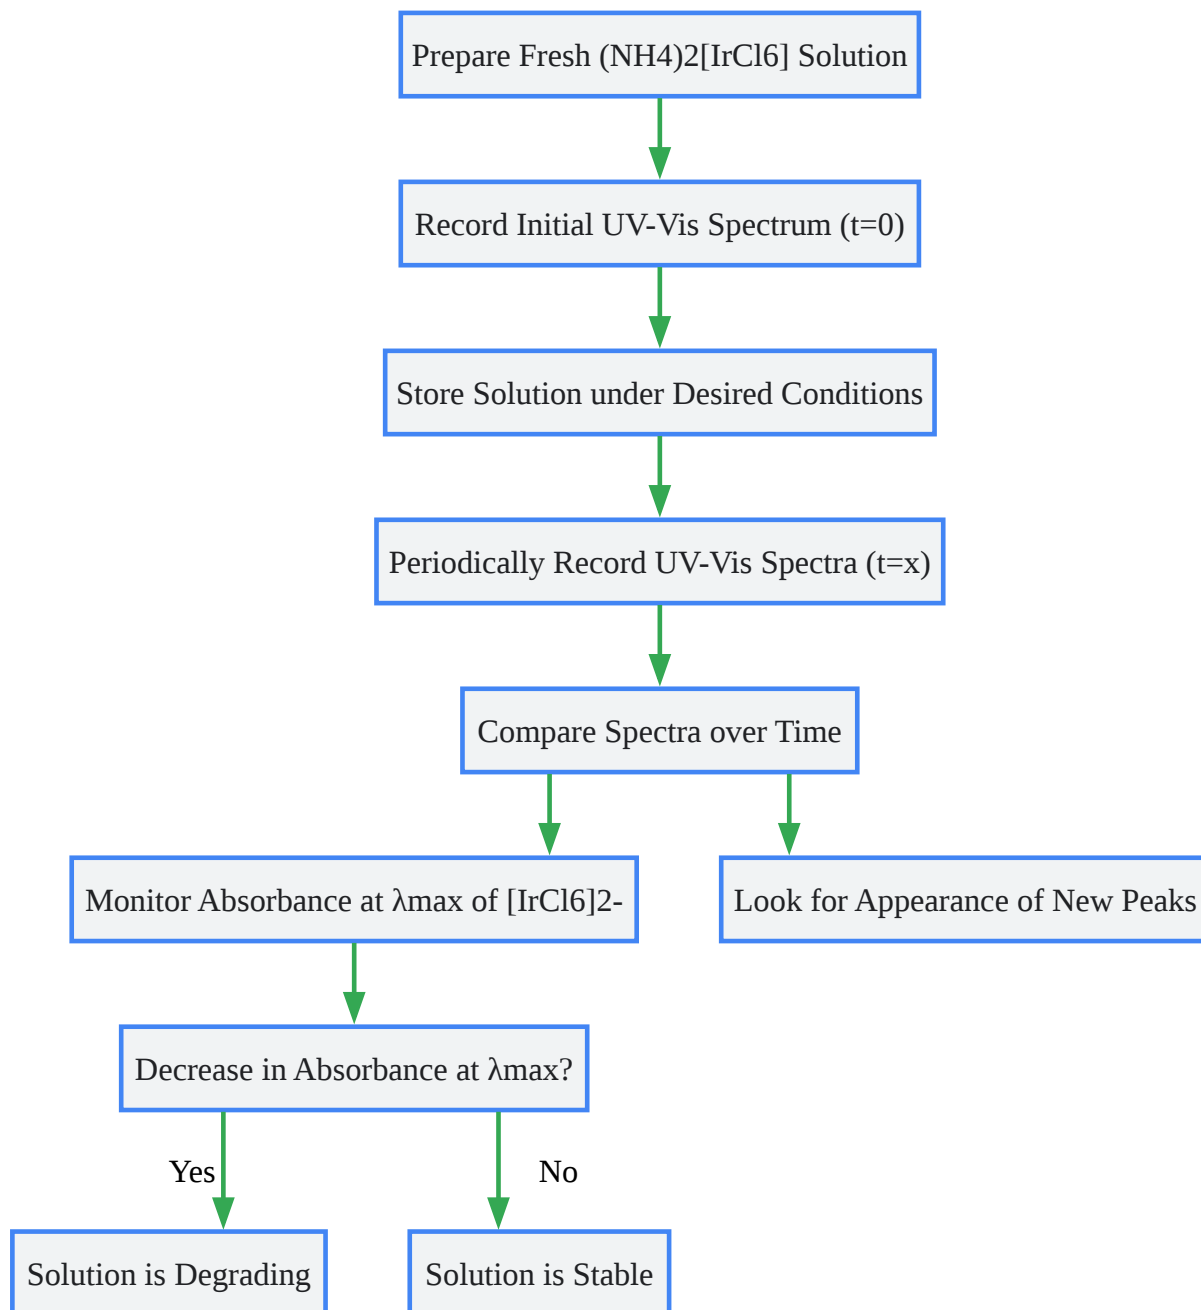 Prepare Fresh (NH4)2[IrCl6] Solution
Record Initial UV-Vis Spectrum (t=0)
Store Solution under Desired Conditions
Periodically Record UV-Vis Spectra (t=x)
Compare Spectra over Time
Monitor Absorbance at λmax of [IrCl6]2-
Look for Appearance of New Peaks
Decrease in Absorbance at λmax?
Yes
No
Solution is Degrading
Solution is Stable